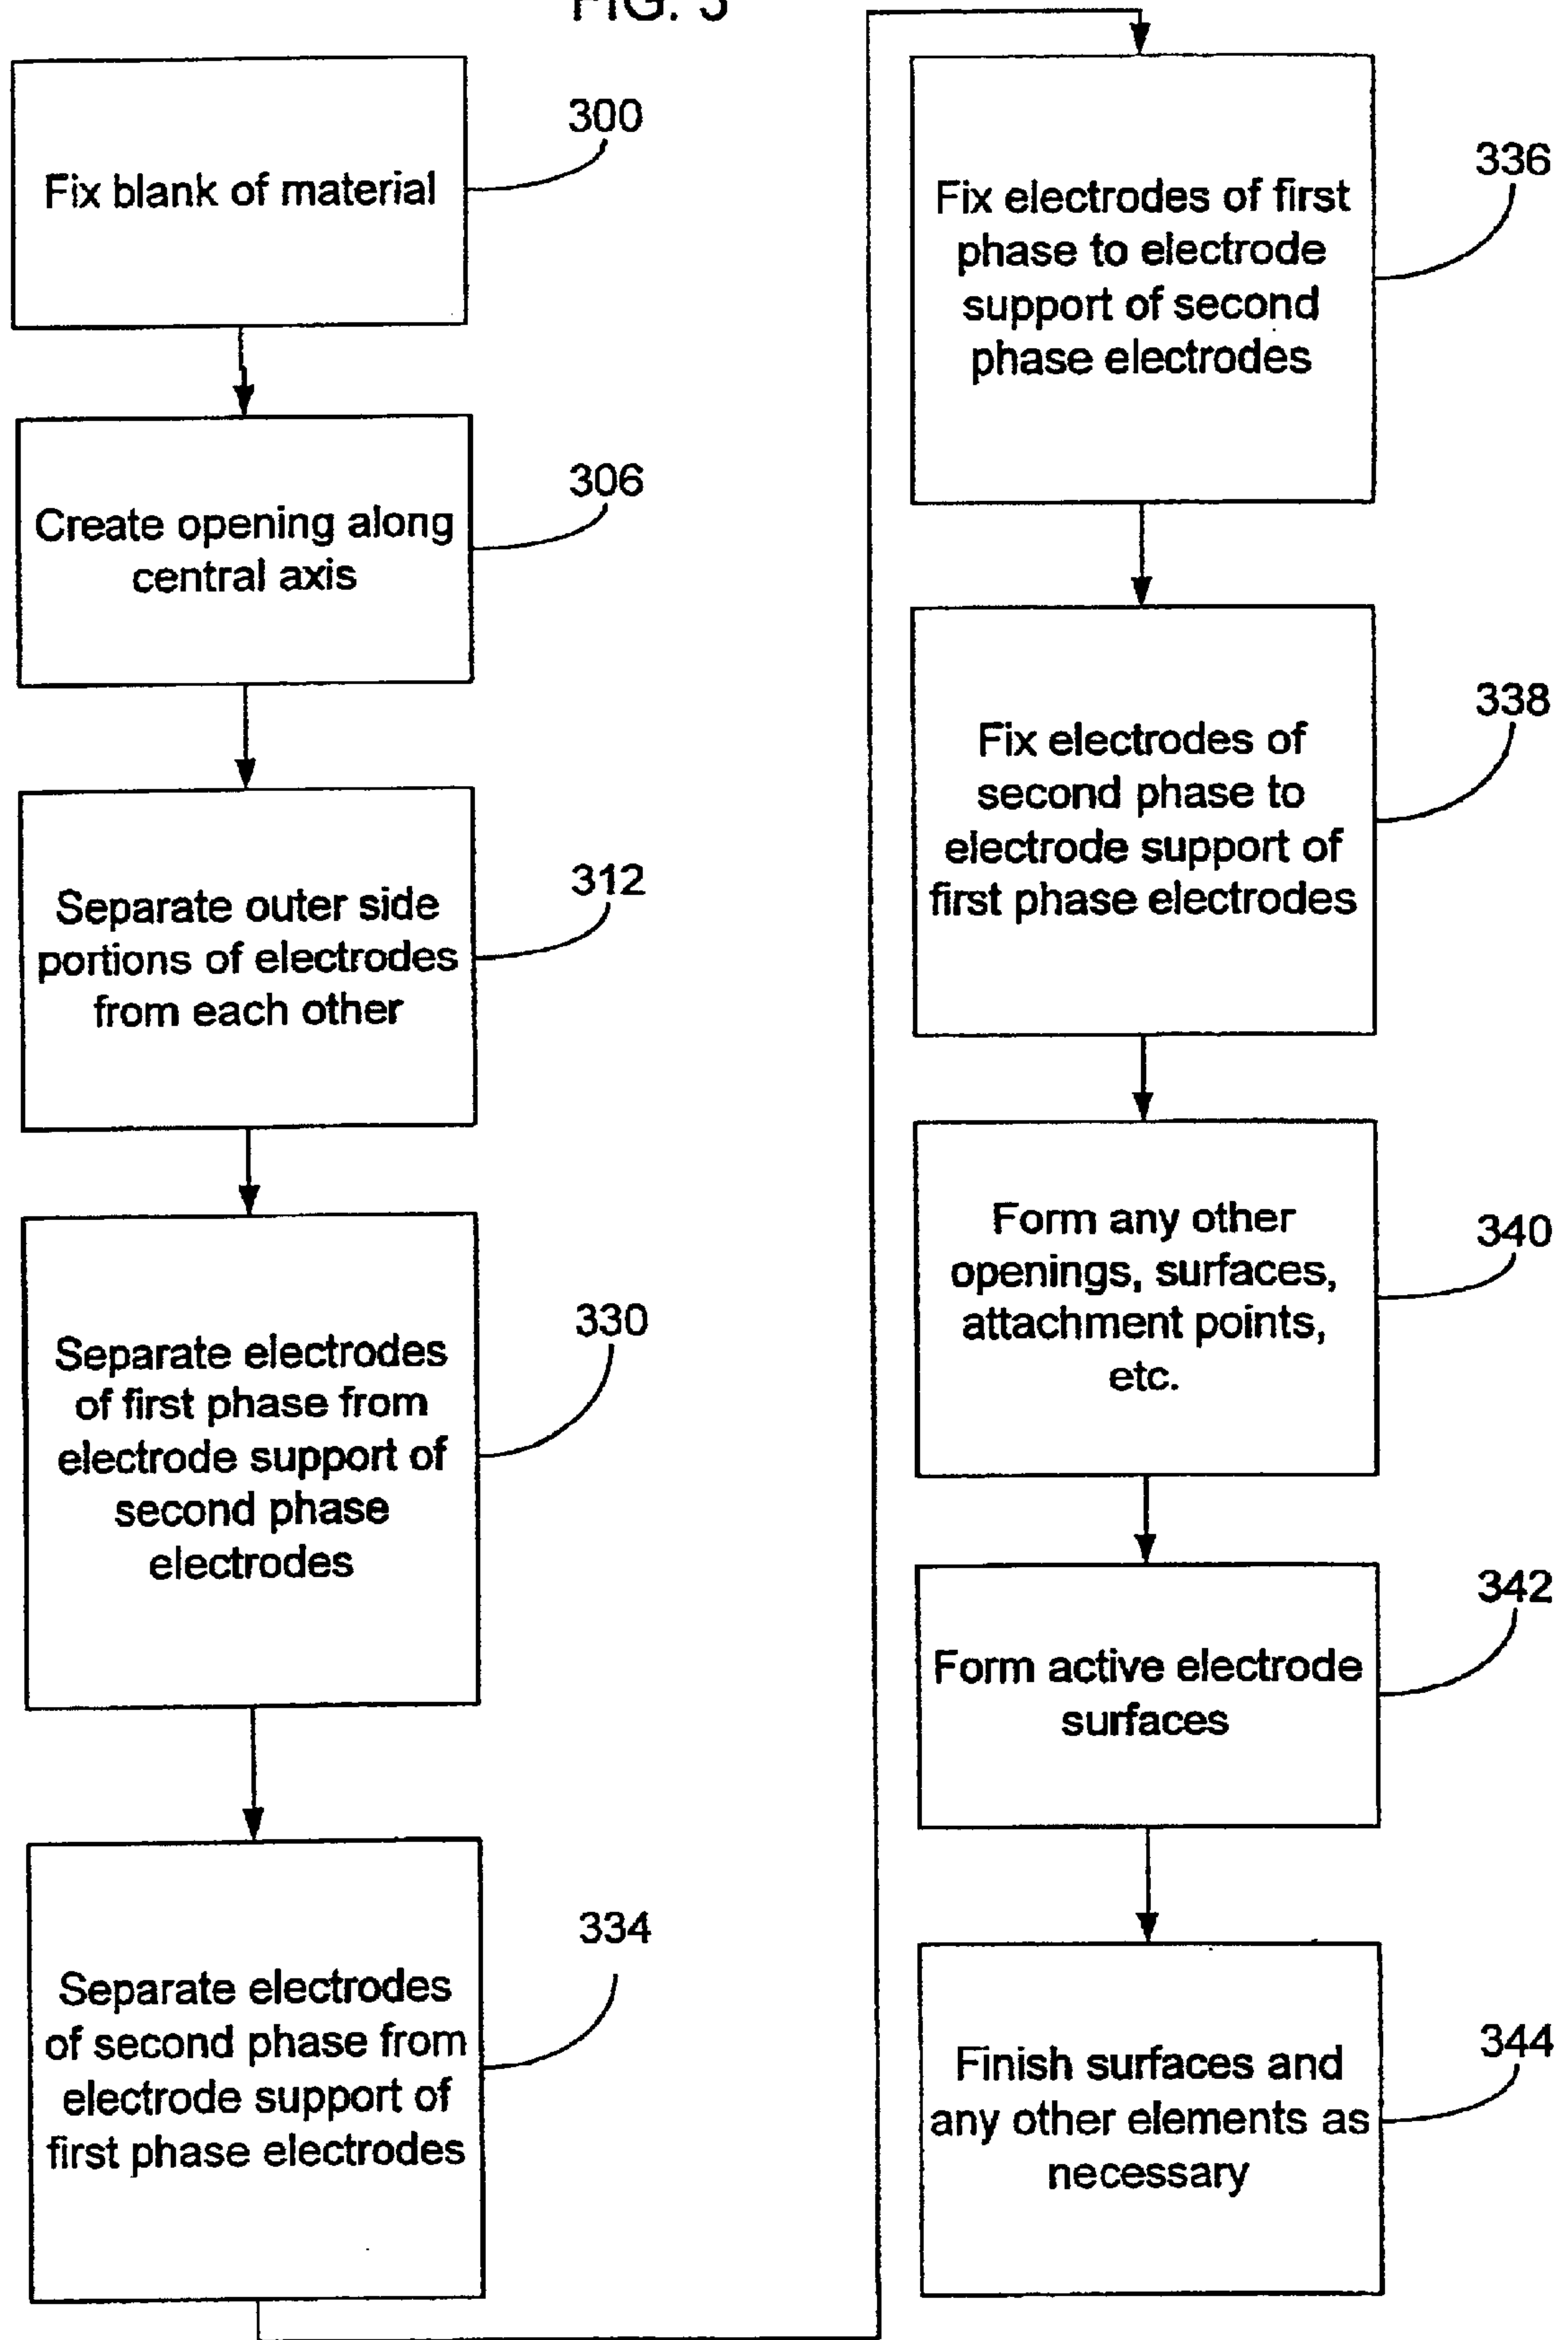 FIG. 3
Fix blank of material
300
Create opening along
central axis
306
Separate outer side
portions of electrodes
from each other
312
Separate electrodes
of first phase from
electrode support of
second phase
electrodes
330
Separate electrodes
of second phase from
electrode support of
first phase electrodes
334
Fix electrodes of first
phase to electrode
support of second
phase electrodes
336
Fix electrodes of
second phase to
electrode support of
first phase electrodes
338
Form any other
openings, surfaces,
attachment points,
etc.
340
Form active electrode
surfaces
342
Finish surfaces and
any other elements as
necessary
344